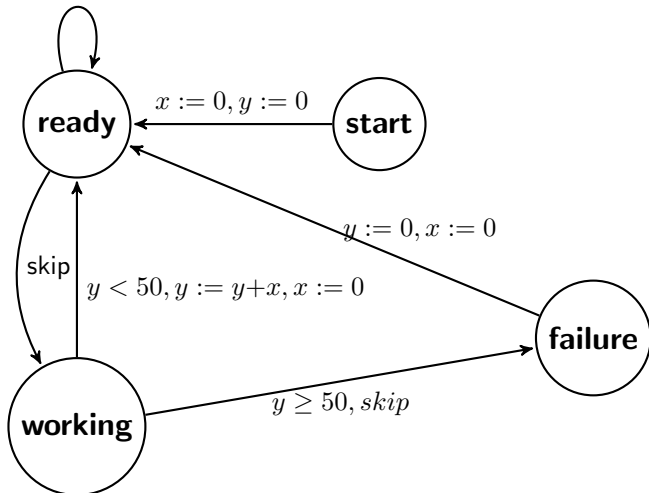 x := 0, y := 0
ready
start
y := 0, x := 0
skip
y < 50, y := y+x, x := 0
failure
y ≥ 50, skip
working